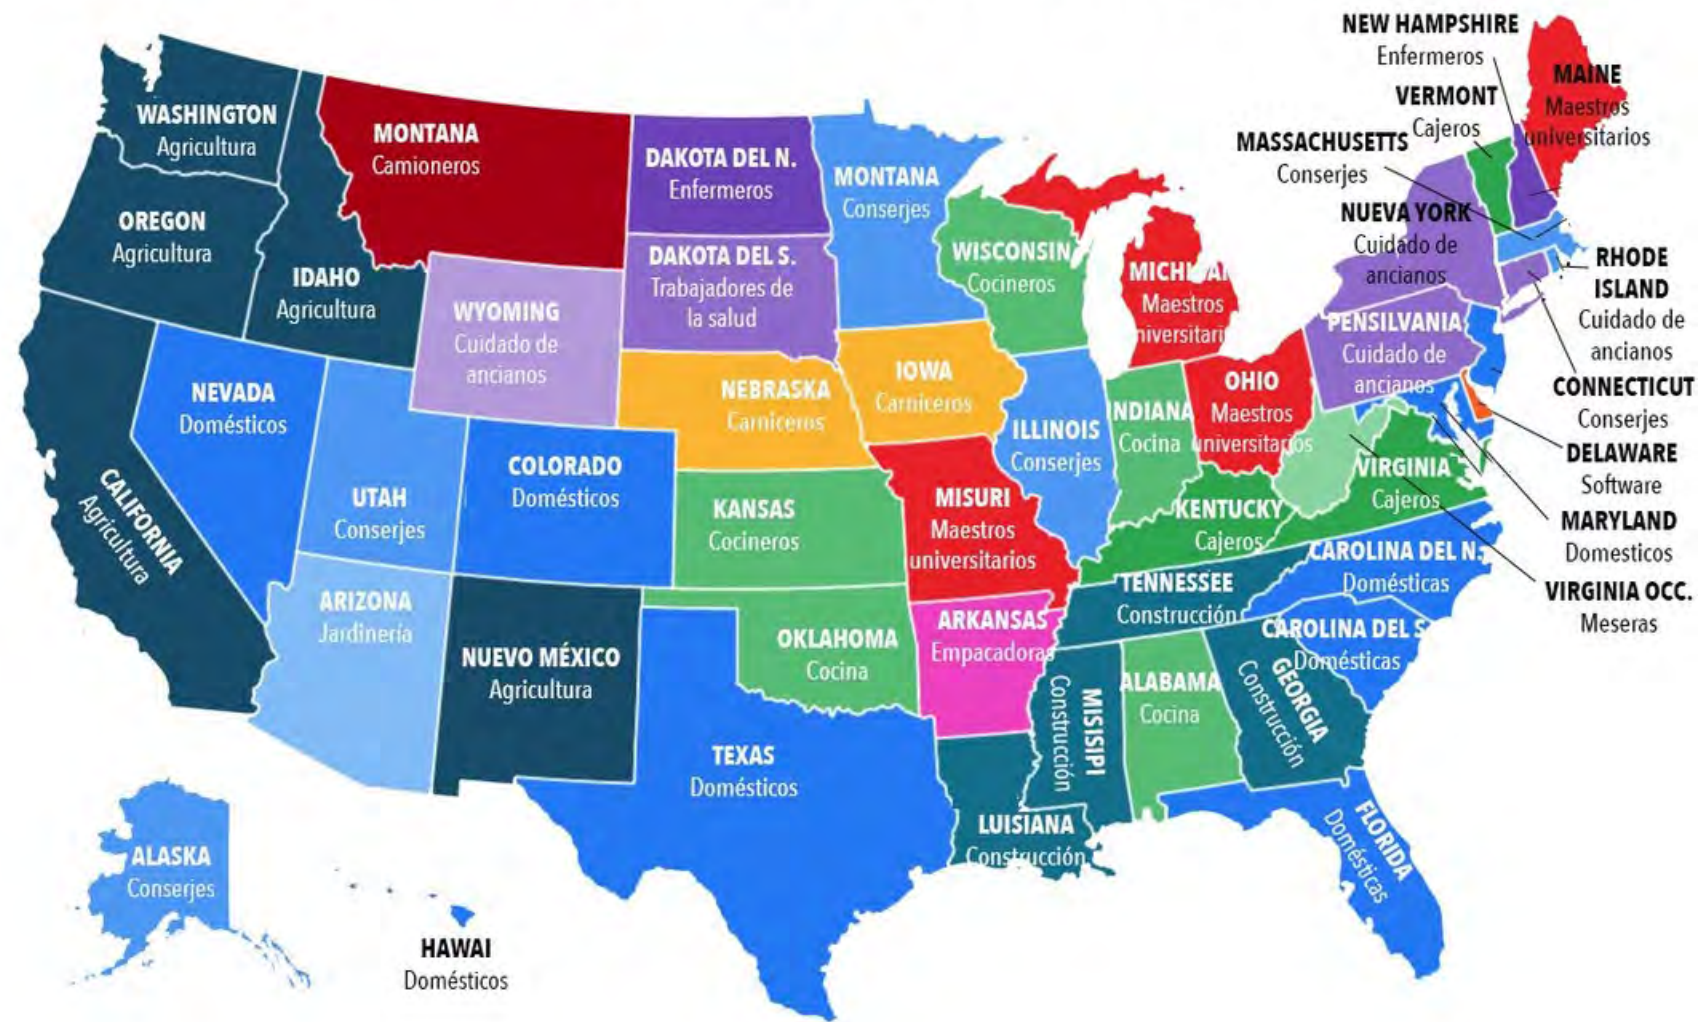 WASHINGTON
Agricultura
OREGON
Agricultura
IDAHO
Agricultura
MONTANA
Camioneros
WYOMING
Cuidado de
ancianos
NEVADA
Domésticos
UTAH
Conserjes
COLORADO
Domésticos
CALIFORNIA
Agricultura
ARIZONA
Jardinería
NUEVO MÉXICO
Agricultura
ALASKA
Conserjes
HAWAI
Domésticos
DAKOTA DEL N.
Enfermeros
DAKOTA DEL S.
Trabajadores de
la salud
NEBRASKA
Carniceros
KANSAS
Cocineros
OKLAHOMA
Cocina
TEXAS
Domésticos
MONTANA
Conserjes
IOWA
Carniceros
MISURI
Maestros
universitarios
ARKANSAS
Empacadoras
LUISIANA
Construcción
WISCONSIN
Cocineros
ILLINOIS
Conserjes
MICHIGAN
Maestros
universitari
INDIANA
Cocina
OHIO
Maestros
universitarios
KENTUCKY
Cajeros
TENNESSEE
Construcción
MISISIPI
Construcción
ALABAMA
Cocina
GEORGIA
Construcción
FLORIDA
Domésticas
CAROLINA DEL S.
Domésticas
CAROLINA DEL N.
Domésticas
VIRGINIA
Cajeros
PENSILVANIA
Cuidado de
ancianos
NUEVA YORK
Cuidado de
ancianos
NEW HAMPSHIRE
Enfermeros
VERMONT
Cajeros
MASSACHUSETTS
Conserjes
MAINE
Maestros
universitarios
RHODE
ISLAND
Cuidado de
ancianos
CONNECTICUT
Conserjes
DELAWARE
Software
MARYLAND
Domesticos
VIRGINIA OCC.
Meseras